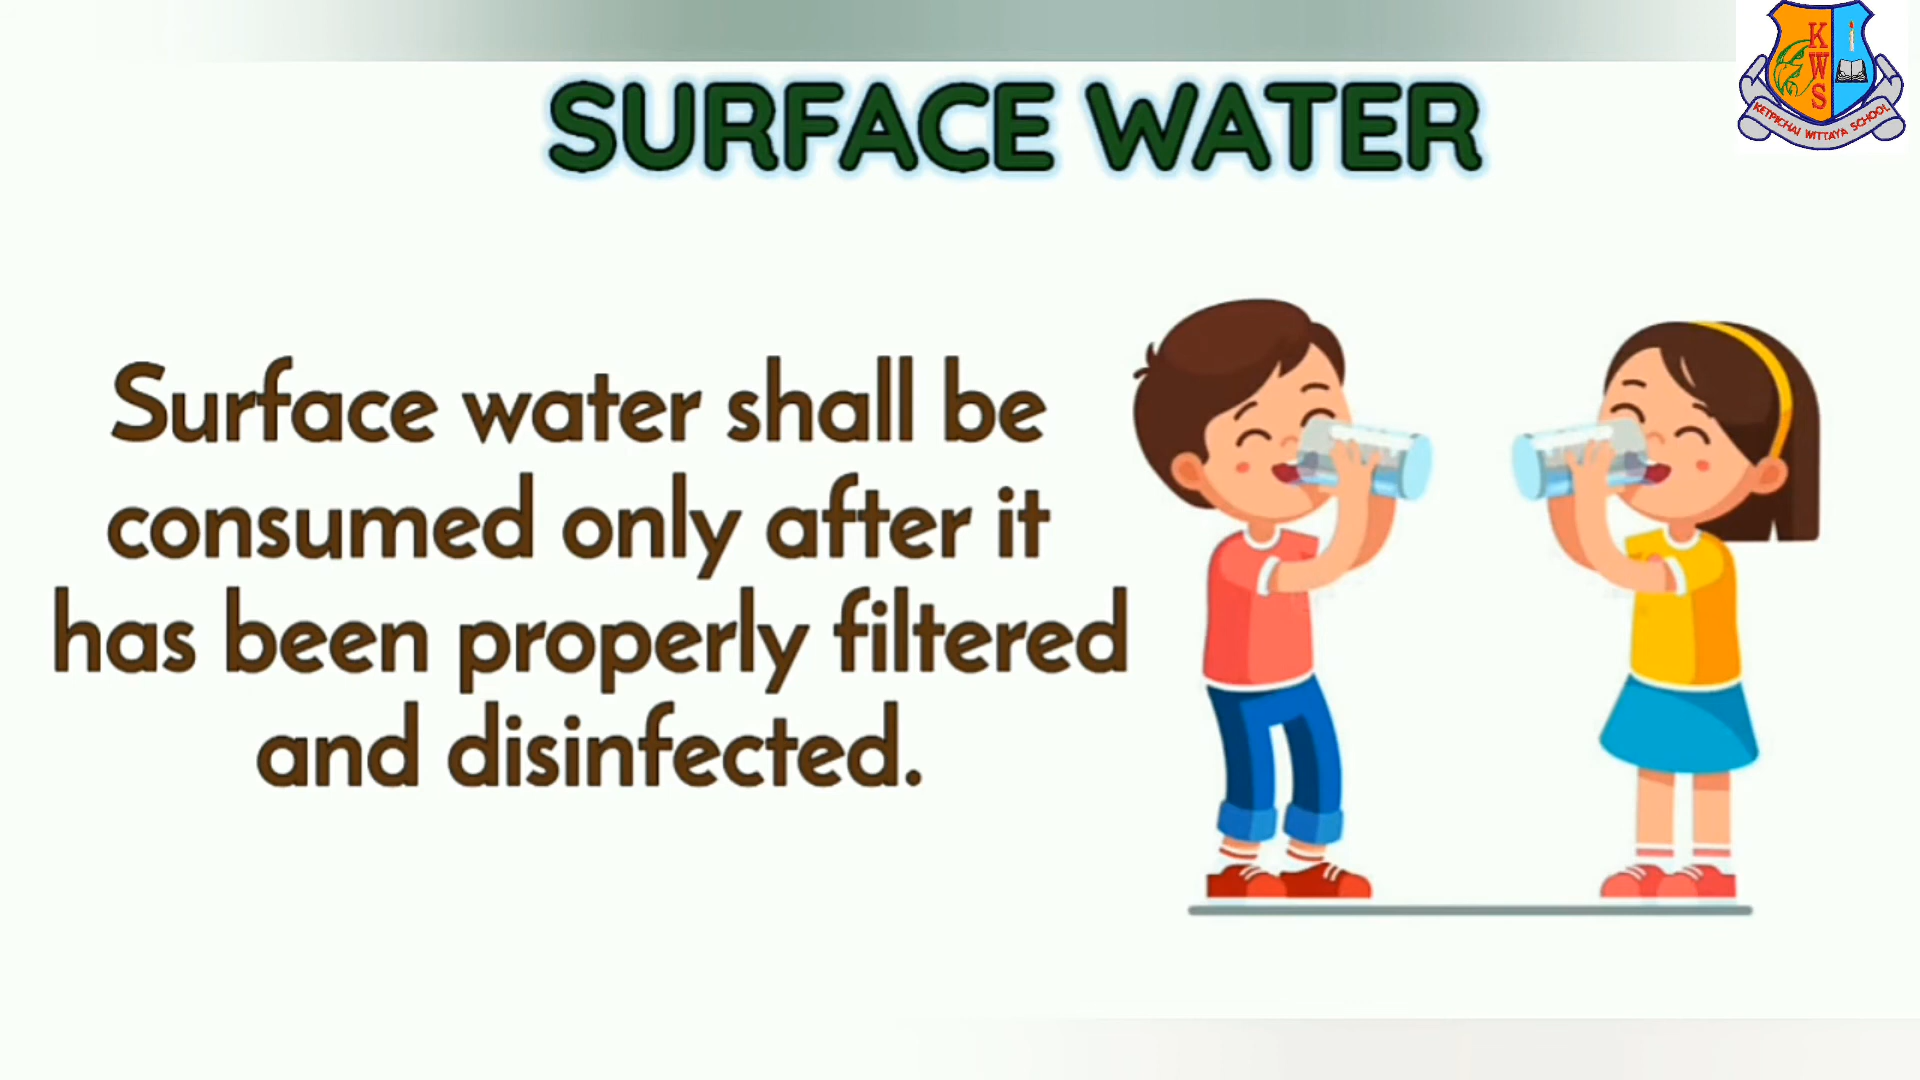 SURFACE WATER
K
W
S
KETPICHAI WITTAYA SCHOOL
Surface water shall be
consumed only after it
has been properly filtered
and disinfected.